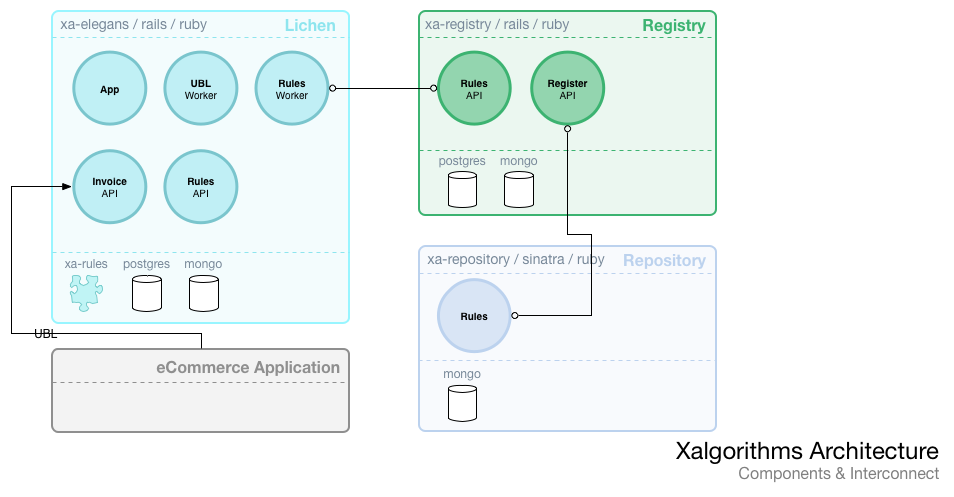 xa-elegans / rails / ruby
Lichen
App
UBL
Worker
Rules
Worker
Invoice
API
Rules
API
xa-rules
postgres
mongo
UBL
eCommerce Application
xa-registry / rails / ruby
Registry
Rules
API
Register
API
postgres
mongo
xa-repository / sinatra / ruby
Repository
Rules
mongo
Xalgorithms Architecture
Components & Interconnect